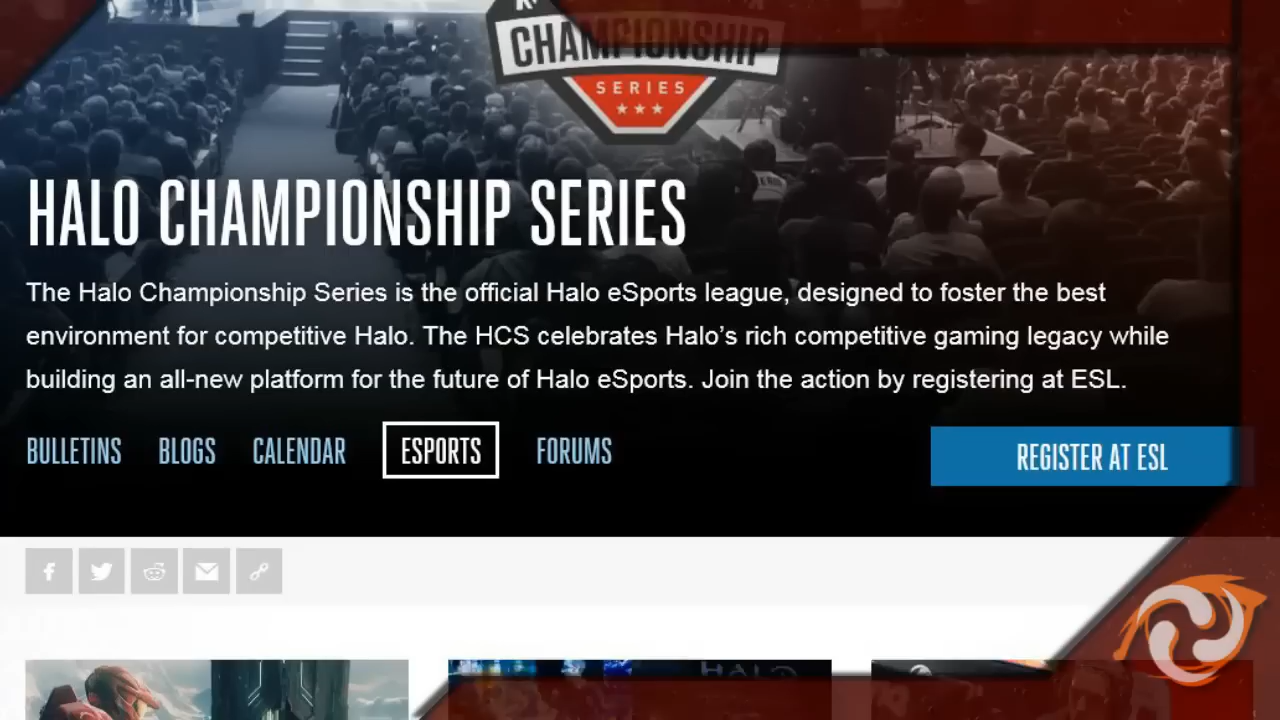 CHAMPIONSHIP
SERIES
HALO CHAMPIONSHIP SERIES
The Halo Championship Series is the official Halo eSports league, designed to foster the best
environment for competitive Halo. The HCS celebrates Halo’s rich competitive gaming legacy while
building an all-new platform for the future of Halo eSports. Join the action by registering at ESL.
BULLETINS BLOGS CALENDAR ESPORTS FORUMS REGISTER AT ESL
HALO